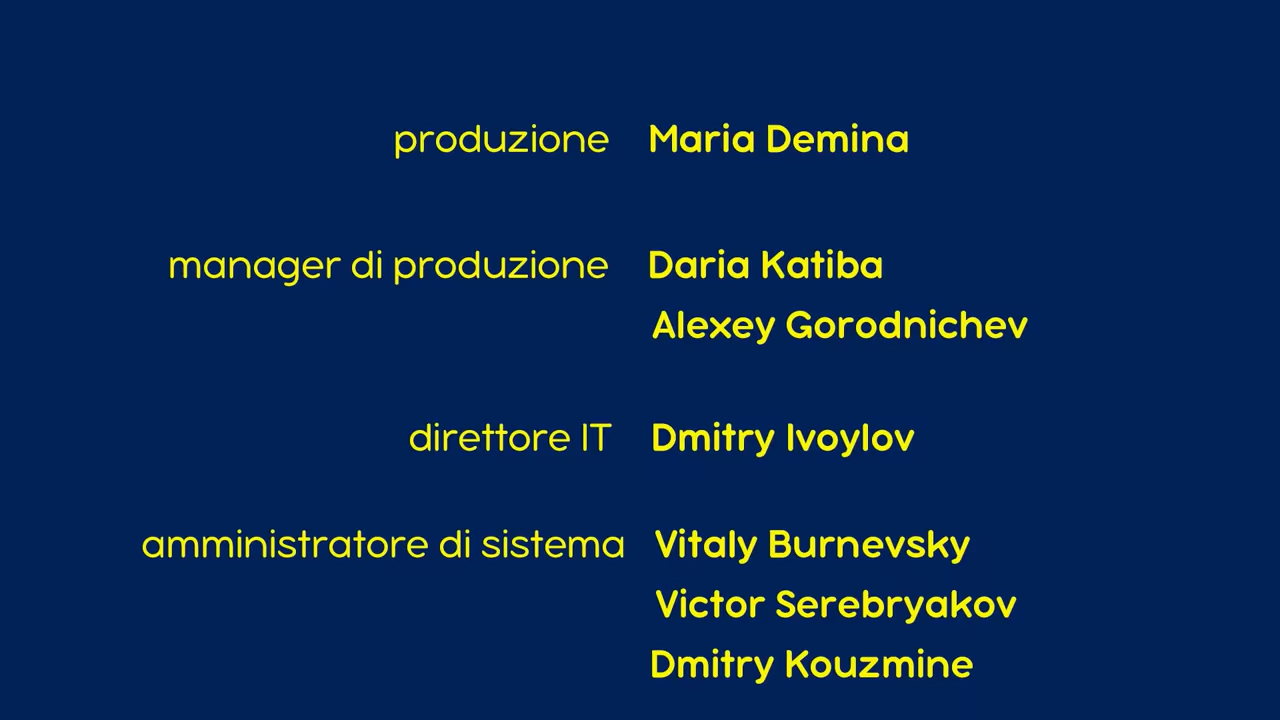 produzione Maria Demina
manager di produzione Daria Katiba
Alexey Gorodnichev
direttore IT Dmitry Ivoylov
amministratore di sistema Vitaly Burnevsky
Victor Serebryakov
Dmitry Kouzmine